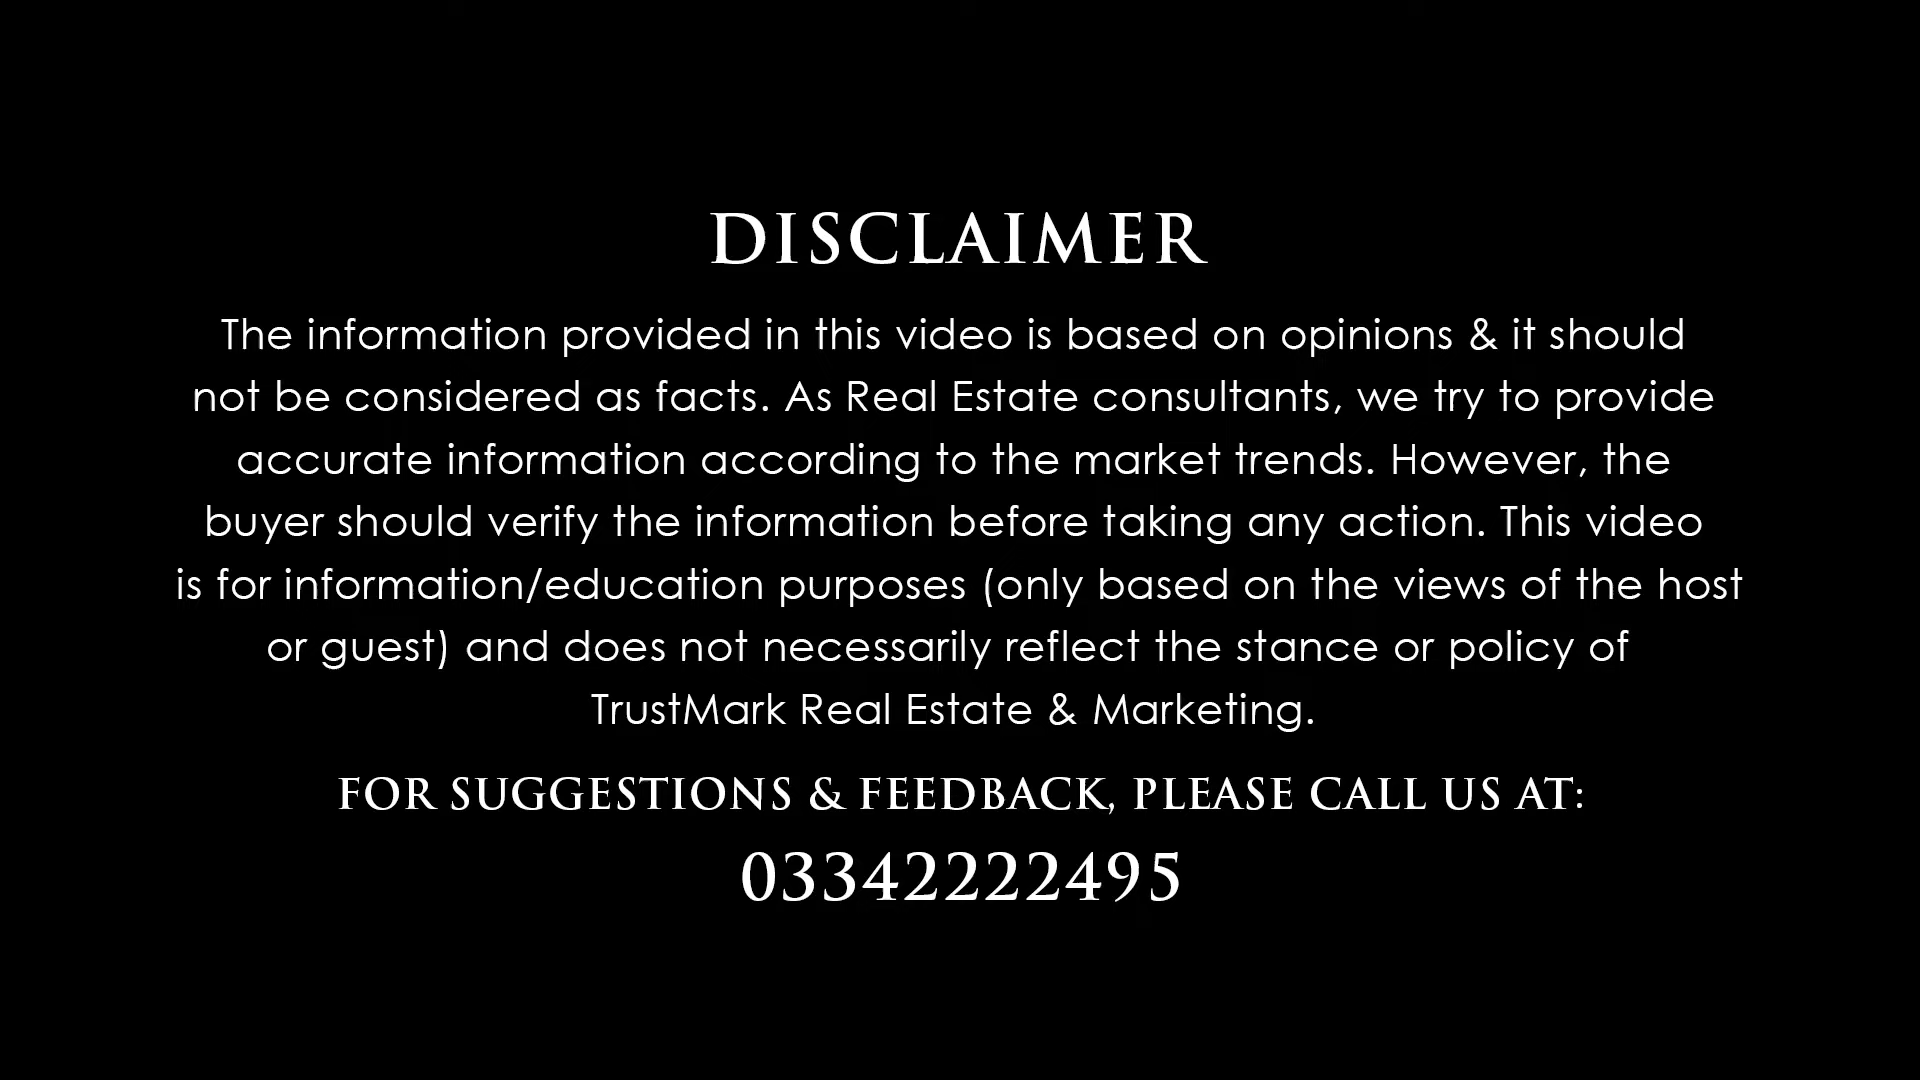 DISCLAIMER
The information provided in this video is based on opinions & it should
not be considered as facts. As Real Estate consultants, we try to provide
accurate information according to the market trends. However, the
buyer should verify the information before taking any action. This video
is for information/education purposes (only based on the views of the host
or guest) and does not necessarily reflect the stance or policy of
TrustMark Real Estate & Marketing.
FOR SUGGESTIONS & FEEDBACK, PLEASE CALL US AT:
03342222495